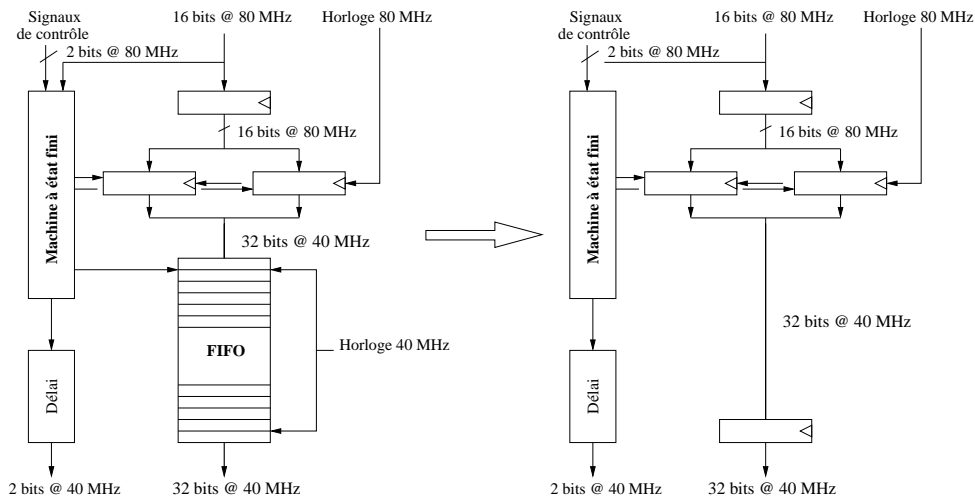 Signaux
de contrôle
16 bits @ 80 MHz
Horloge 80 MHz
2 bits @ 80 MHz
16 bits @ 80 MHz
Machine à état fini
32 bits @ 40 MHz
FIFO
Horloge 40 MHz
Délai
2 bits @ 40 MHz
32 bits @ 40 MHz
Signaux
de contrôle
16 bits @ 80 MHz
Horloge 80 MHz
2 bits @ 80 MHz
16 bits @ 80 MHz
Machine à état fini
32 bits @ 40 MHz
Délai
2 bits @ 40 MHz
32 bits @ 40 MHz